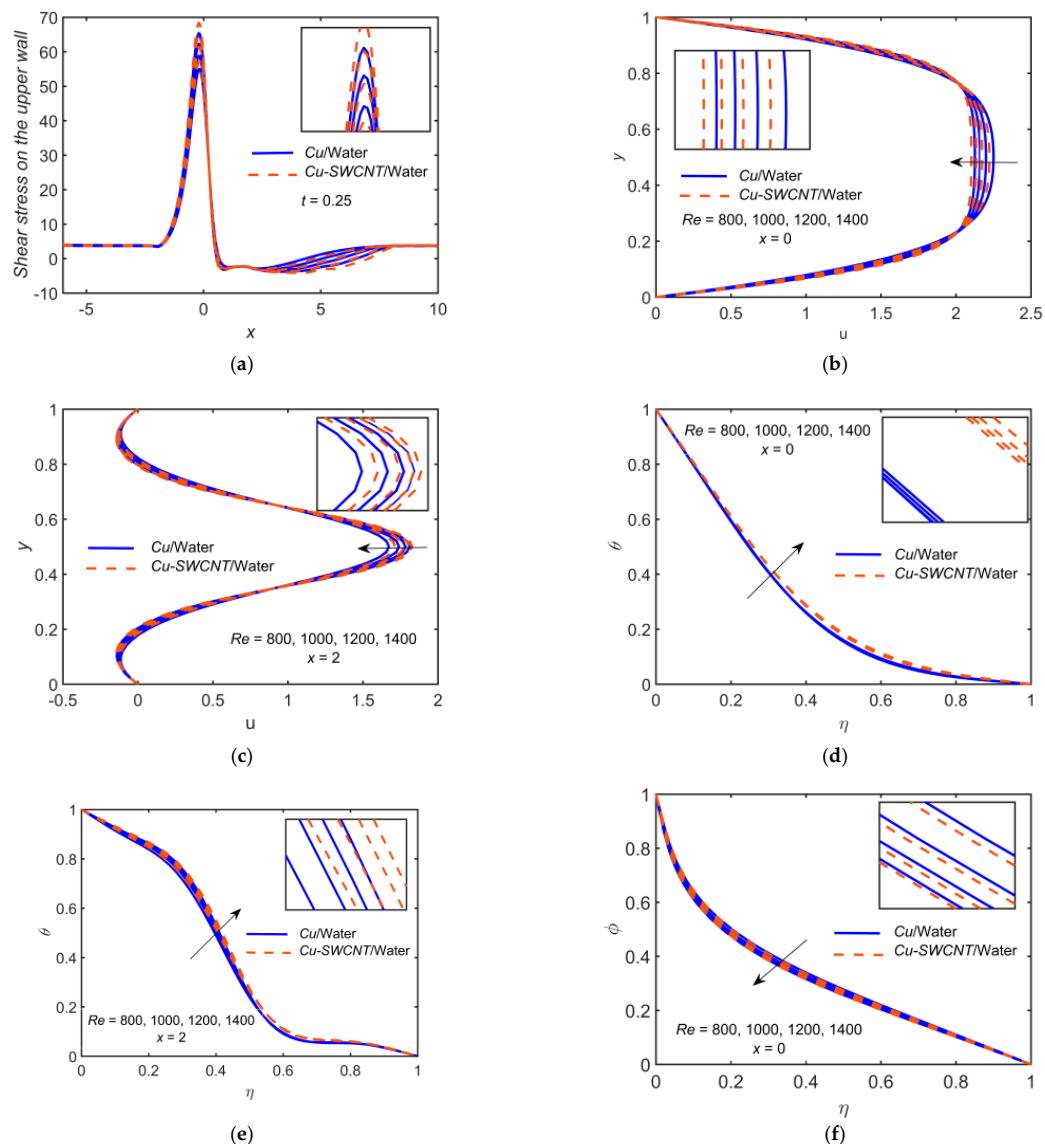 70
60
50
40
30
20
10
0
-10
Shear stress on the upper wall
Cu/Water
Cu-SWCNT/Water
t = 0.25
-5
0
5
10
x
(a)
1
0.8
0.6
0.4
0.2
0
y
Cu/Water
Cu-SWCNT/Water
Re = 800, 1000, 1200, 1400
x = 0
0
0.5
1
1.5
2
2.5
u
(b)
1
0.8
0.6
0.4
0.2
0
y
Cu/Water
Cu-SWCNT/Water
Re = 800, 1000, 1200, 1400
x = 2
-0.5
0
0.5
1
1.5
2
u
(c)
1
0.8
0.6
0.4
0.2
0
θ
Re = 800, 1000, 1200, 1400
x = 0
Cu/Water
Cu-SWCNT/Water
0
0.2
0.4
0.6
0.8
1
η
(d)
1
0.8
0.6
0.4
0.2
0
θ
Cu/Water
Cu-SWCNT/Water
Re = 800, 1000, 1200, 1400
x = 2
0
0.2
0.4
0.6
0.8
1
η
(e)
1
0.8
0.6
0.4
0.2
0
ϕ
Cu/Water
Cu-SWCNT/Water
Re = 800, 1000, 1200, 1400
x = 0
0
0.2
0.4
0.6
0.8
1
η
(f)